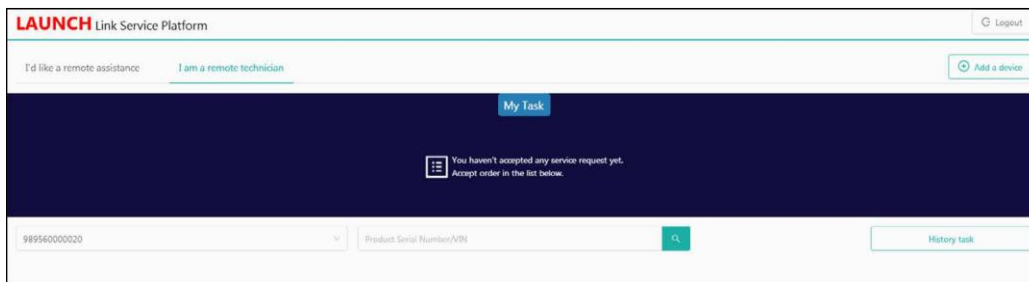 LAUNCH Link Service Platform
Logout
I'd like a remote assistance
I am a remote technician
Add a device
My Task
You haven't accepted any service request yet.
Accept order in the list below.
989560000020
Product Serial Number/VIN
History task